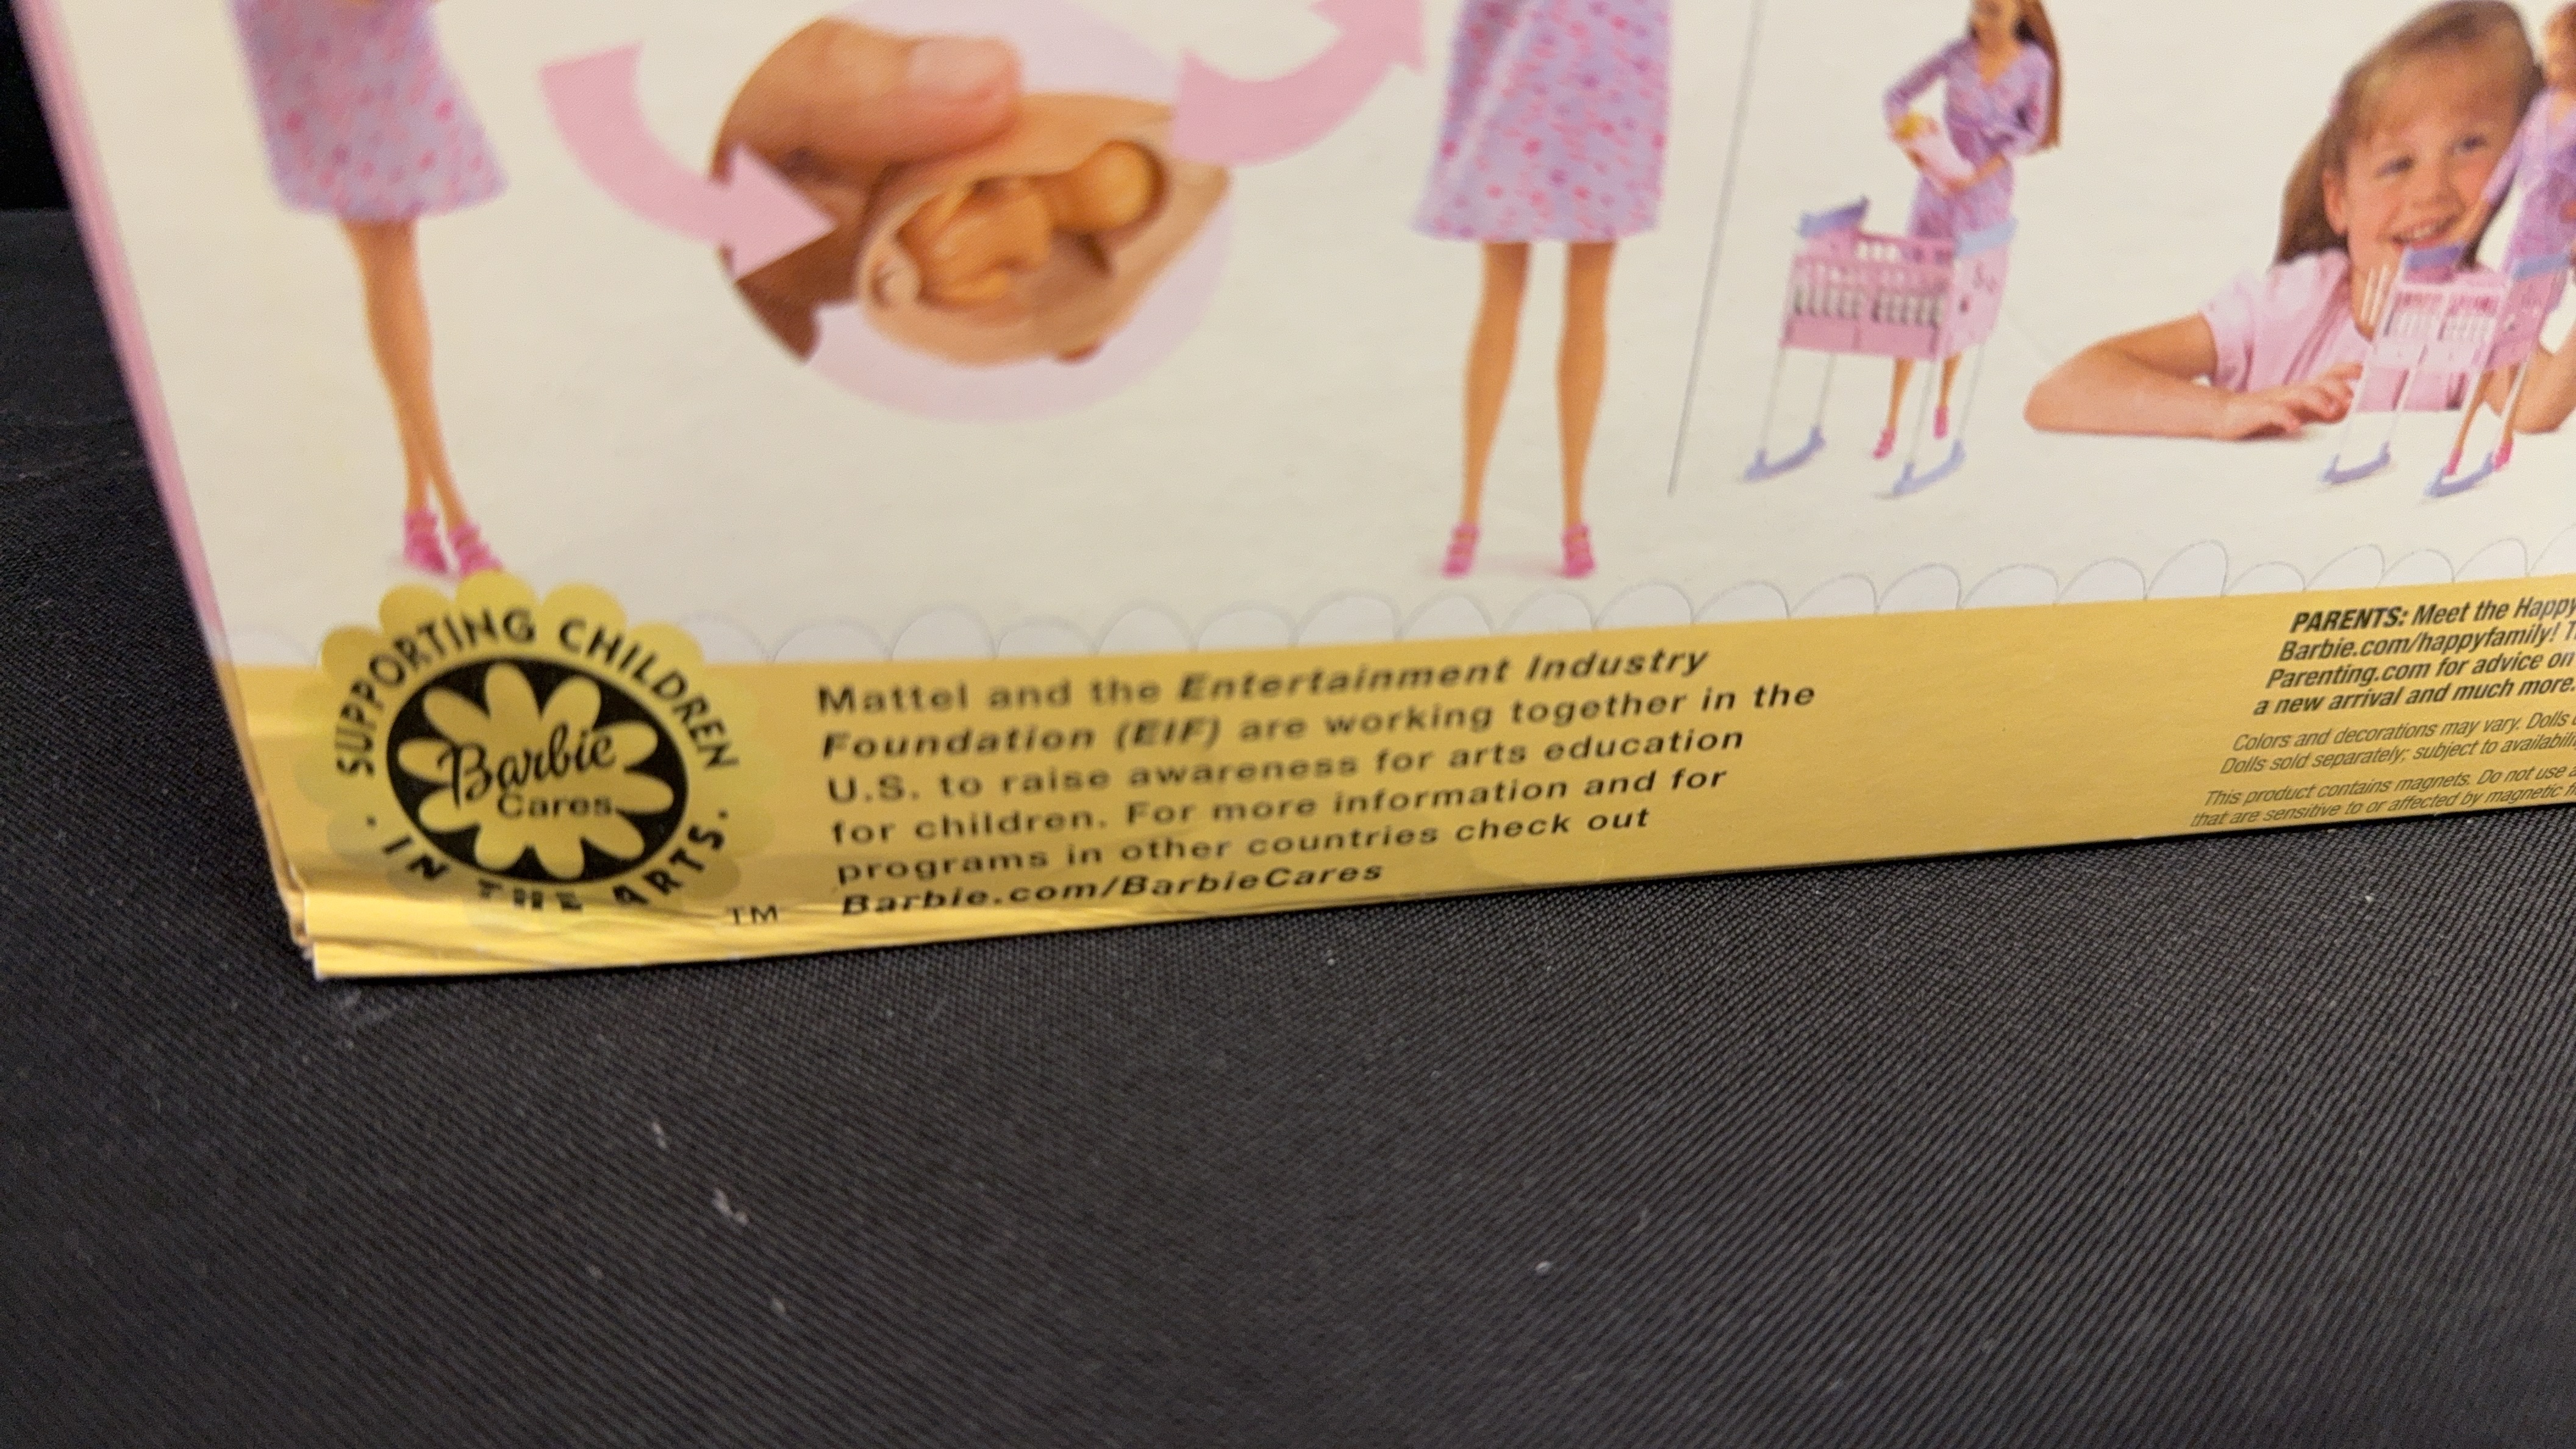 SUPPORTING CHILDREN
· IN THE ARTS ·
Barbie
Cares
TM
Mattel and the Entertainment Industry
Foundation (EIF) are working together in the
U.S. to raise awareness for arts education
for children. For more information and for
programs in other countries check out
Barbie.com/BarbieCares
PARENTS: Meet the Happy
Barbie.com/happyfamily!
Parenting.com for advice on
a new arrival and much more.
Colors and decorations may vary. Dolls
Dolls sold separately; subject to
This product contains magnets. Do not use
that are sensitive to or affected by magnetic